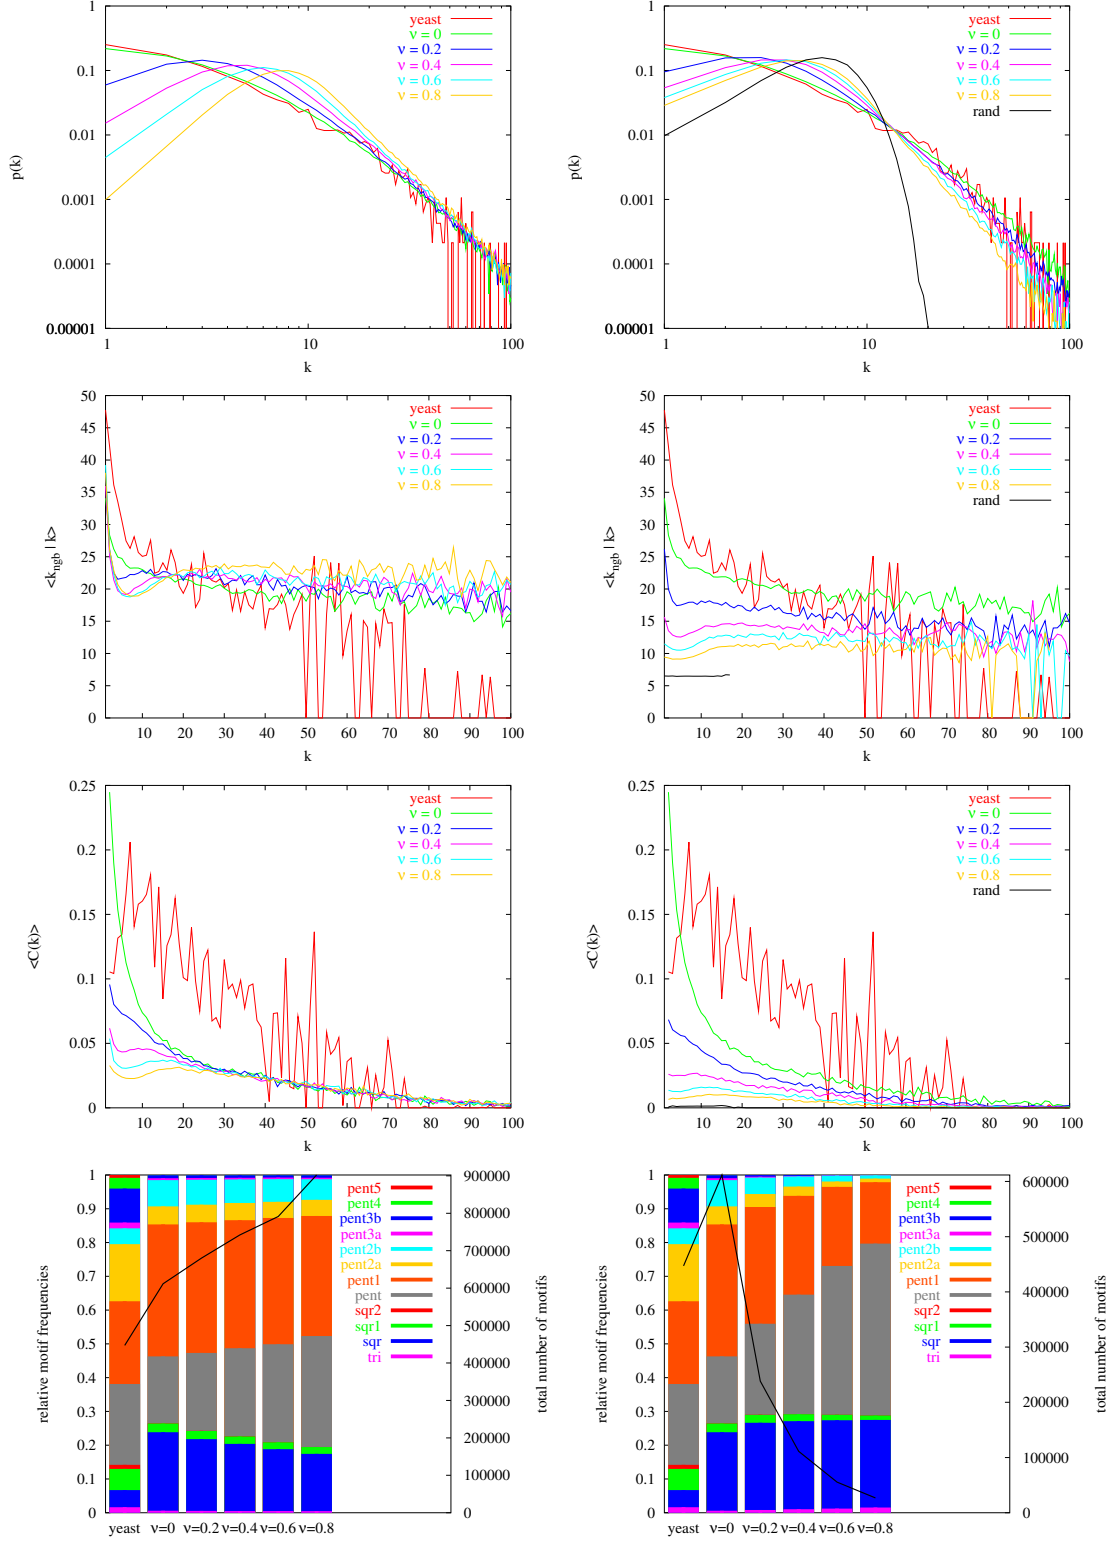 1
0.1
0.01
0.001
0.0001
0.00001
p(k)
1
10
100
k
yeast
ν = 0
ν = 0.2
ν = 0.4
ν = 0.6
ν = 0.8
1
0.1
0.01
0.001
0.0001
0.00001
p(k)
1
10
100
k
yeast
ν = 0
ν = 0.2
ν = 0.4
ν = 0.6
ν = 0.8
rand
50
45
40
35
30
25
20
15
10
5
0
<k_ngb | k>
10 20 30 40 50 60 70 80 90 100
k
yeast
ν = 0
ν = 0.2
ν = 0.4
ν = 0.6
ν = 0.8
50
45
40
35
30
25
20
15
10
5
0
<k_ngb | k>
10 20 30 40 50 60 70 80 90 100
k
yeast
ν = 0
ν = 0.2
ν = 0.4
ν = 0.6
ν = 0.8
rand
0.25
0.2
0.15
0.1
0.05
0
<C(k)>
10 20 30 40 50 60 70 80 90 100
k
yeast
ν = 0
ν = 0.2
ν = 0.4
ν = 0.6
ν = 0.8
0.25
0.2
0.15
0.1
0.05
0
<C(k)>
10 20 30 40 50 60 70 80 90 100
k
yeast
ν = 0
ν = 0.2
ν = 0.4
ν = 0.6
ν = 0.8
rand
1
0.9
0.8
0.7
0.6
0.5
0.4
0.3
0.2
0.1
0
relative motif frequencies
yeast ν=0 ν=0.2 ν=0.4 ν=0.6 ν=0.8
pent5
pent4
pent3b
pent3a
pent2b
pent2a
pent1
pent
sqr2
sqr1
sqr
tri
900000
800000
700000
600000
500000
400000
300000
200000
100000
0
total number of motifs
1
0.9
0.8
0.7
0.6
0.5
0.4
0.3
0.2
0.1
0
relative motif frequencies
yeast ν=0 ν=0.2 ν=0.4 ν=0.6 ν=0.8
pent5
pent4
pent3b
pent3a
pent2b
pent2a
pent1
pent
sqr2
sqr1
sqr
tri
600000
500000
400000
300000
200000
100000
0
total number of motifs